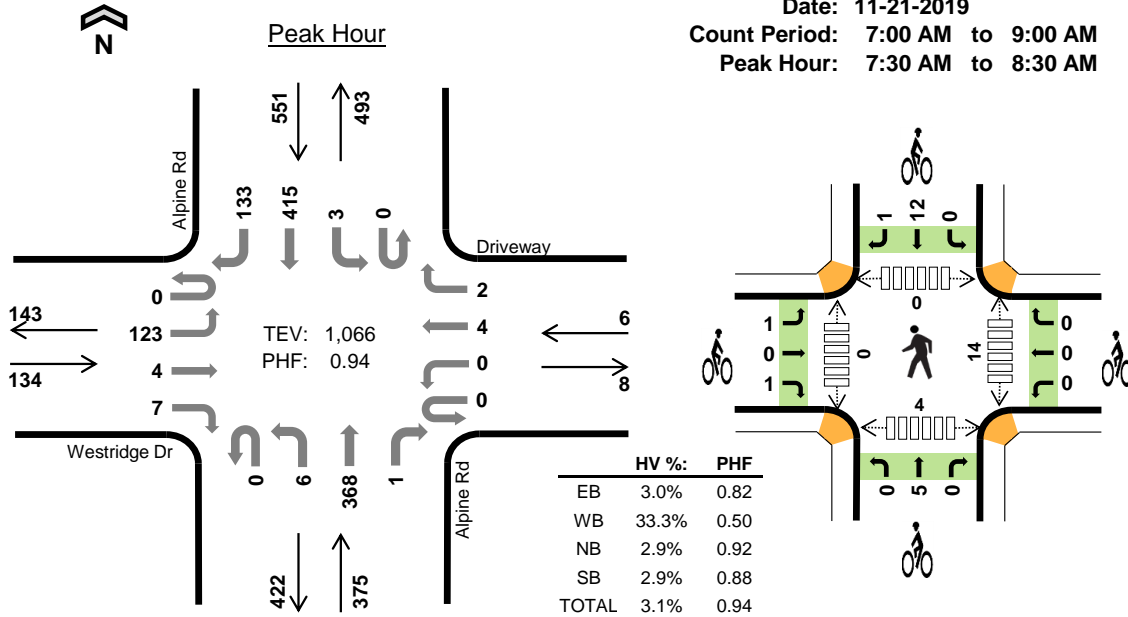 Date: 11-21-2019
Count Period: 7:00 AM to 9:00 AM
Peak Hour: 7:30 AM to 8:30 AM
N
Peak Hour
551
493
Alpine Rd
133
415
3
0
Driveway
0
123
4
7
2
4
0
0
TEV: 1,066
PHF: 0.94
143
134
6
8
Westridge Dr
0
6
368
1
Alpine Rd
422
375
HV %: PHF
EB 3.0% 0.82
WB 33.3% 0.50
NB 2.9% 0.92
SB 2.9% 0.88
TOTAL 3.1% 0.94
1
12
0
0
1
0
1
0
14
0
0
0
4
0
5
0